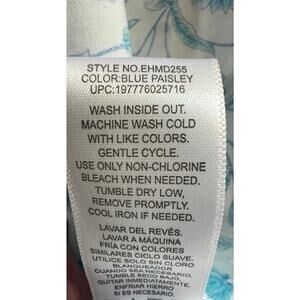 STYLE NO.EHMD255
COLOR:BLUE PAISLEY
UPC:197776025716
WASH INSIDE OUT.
MACHINE WASH COLD
WITH LIKE COLORS.
GENTLE CYCLE.
USE ONLY NON-CHLORINE
BLEACH WHEN NEEDED.
TUMBLE DRY LOW,
REMOVE PROMPTLY.
COOL IRON IF NEEDED.
LAVAR DEL REVÉS.
LAVAR A MÁQUINA
FRÍA CON COLORES
SIMILARES CICLO SUAVE.
UTILICE SOLO SIN CLORO
BLANQUEADOR
CUANDO SEA NECESARIO.
TUMBLE SECO BAJO,
QUITAR INMEDIATAMENTE.
ENFRIAR HIERRO
SI ES NECESARIO.